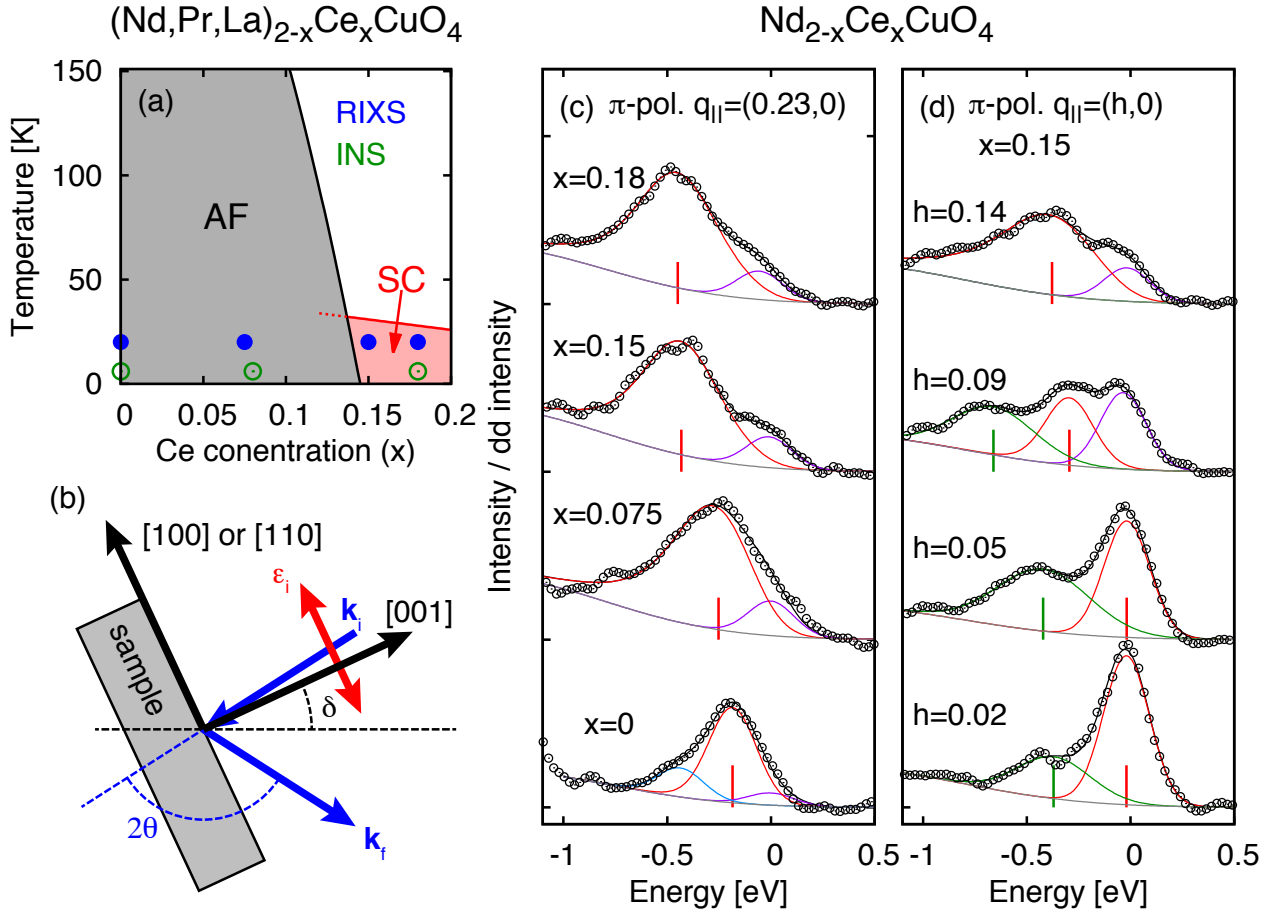 (Nd,Pr,La)2-xCexCuO4
Nd2-xCexCuO4
(a)
RIXS
INS
AF
SC
150
100
50
0
Temperature [K]
0
0.05
0.1
0.15
0.2
Ce conentration (x)
(b)
[100] or [110]
εi
ki
[001]
sample
δ
2θ
kf
(c) π-pol. q||=(0.23,0)
x=0.18
x=0.15
x=0.075
x=0
Intensity / dd intensity
-1
-0.5
0
0.5
Energy [eV]
(d) π-pol. q||=(h,0)
x=0.15
h=0.14
h=0.09
h=0.05
h=0.02
-1
-0.5
0
0.5
Energy [eV]